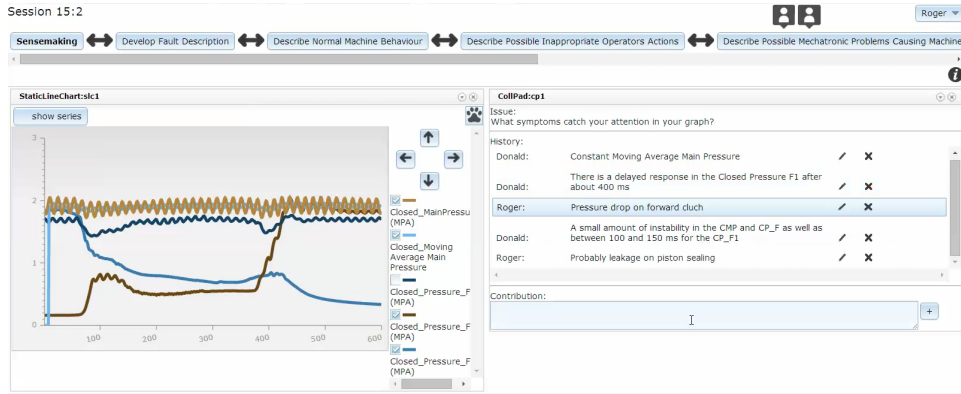 Session 15:2
Roger
Sensemaking
Develop Fault Description
Describe Normal Machine Behaviour
Describe Possible Inappropriate Operators Actions
Describe Possible Mechatronic Problems Causing Machine
StaticLineChart:slc1
show series
3
2
1
0
100
200
300
400
500
600
Closed_MainPressu
(MPA)
Closed_Moving
Average Main
Pressure
Closed_Pressure_F
(MPA)
Closed_Pressure_F
(MPA)
Closed_Pressure_F
(MPA)
CollPad:cp1
Issue:
What symptoms catch your attention in your graph?
History:
Donald: Constant Moving Average Main Pressure
There is a delayed response in the Closed Pressure F1 after
Donald: about 400 ms
Roger: Pressure drop on forward cluch
A small amount of instability in the CMP and CP_F as well as
Donald: between 100 and 150 ms for the CP_F1
Roger: Probably leakage on piston sealing
Contribution:
+